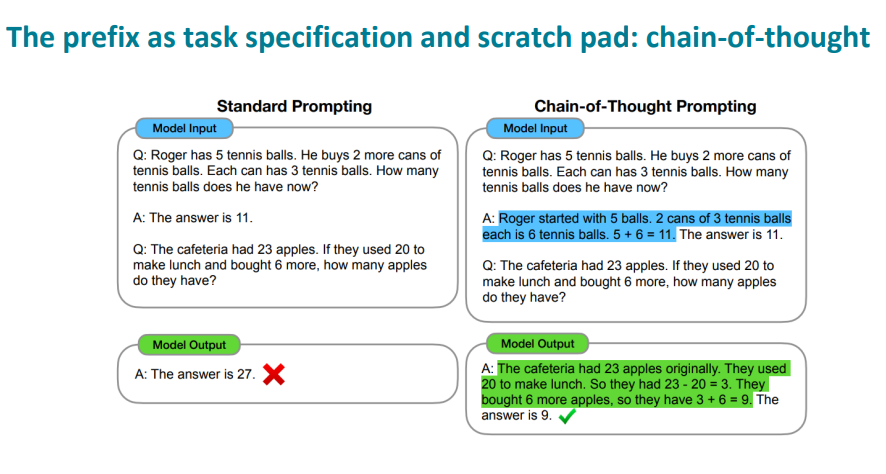 The prefix as task specification and scratch pad: chain-of-thought
Standard Prompting
Model Input
Q: Roger has 5 tennis balls. He buys 2 more cans of
tennis balls. Each can has 3 tennis balls. How many
tennis balls does he have now?
A: The answer is 11.
Q: The cafeteria had 23 apples. If they used 20 to
make lunch and bought 6 more, how many apples
do they have?
Model Output
A: The answer is 27.
Chain-of-Thought Prompting
Model Input
Q: Roger has 5 tennis balls. He buys 2 more cans of
tennis balls. Each can has 3 tennis balls. How many
tennis balls does he have now?
A: Roger started with 5 balls. 2 cans of 3 tennis balls
each is 6 tennis balls. 5 + 6 = 11. The answer is 11.
Q: The cafeteria had 23 apples. If they used 20 to
make lunch and bought 6 more, how many apples
do they have?
Model Output
A: The cafeteria had 23 apples originally. They used
20 to make lunch. So they had 23 - 20 = 3. They
bought 6 more apples, so they have 3 + 6 = 9. The
answer is 9.